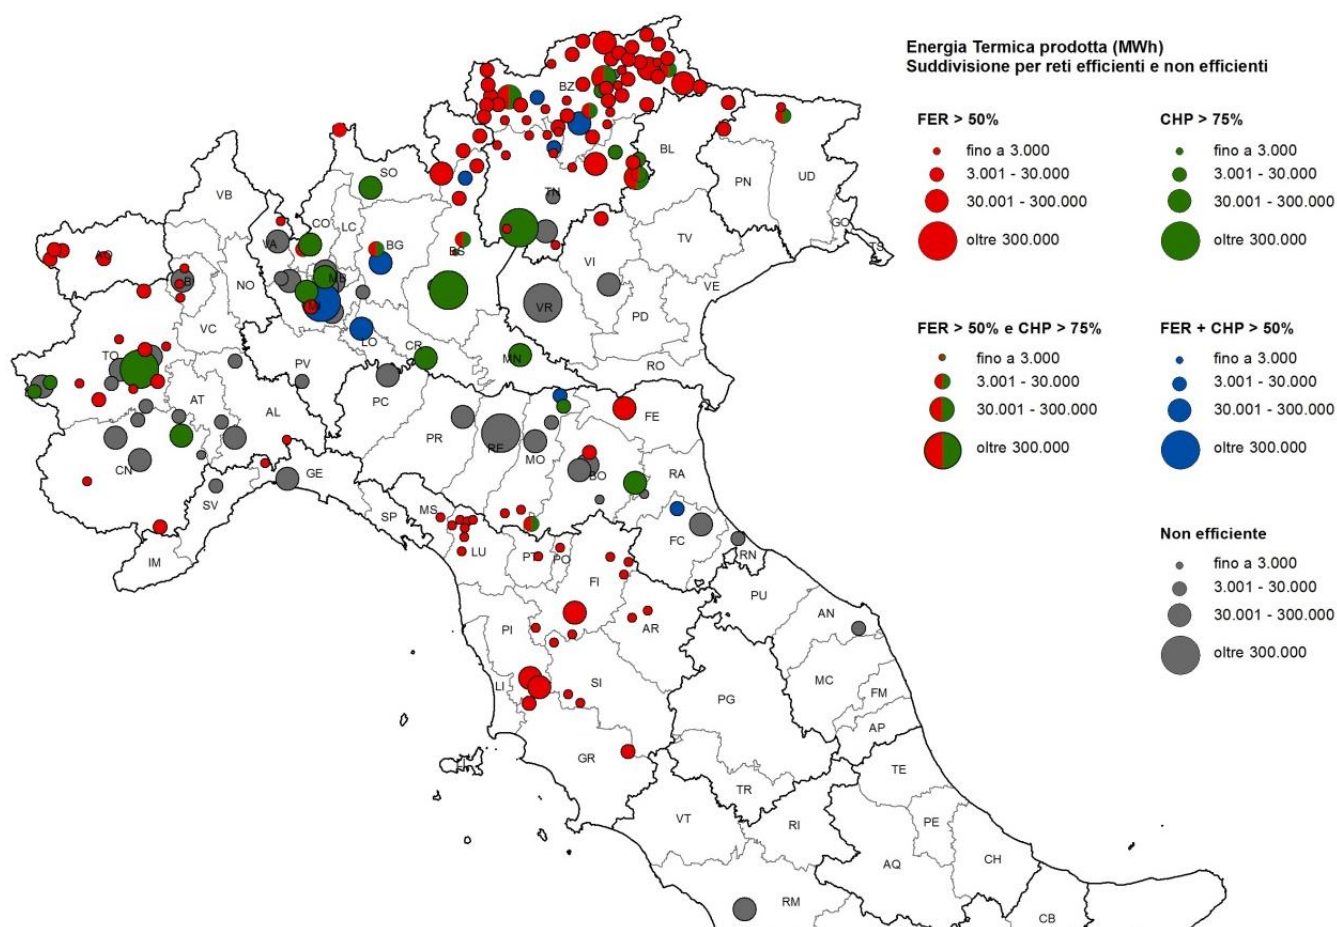 Energia Termica prodotta (MWh)
Suddivisione per reti efficienti e non efficienti
FER > 50%
fino a 3.000
3.001 - 30.000
30.001 - 300.000
oltre 300.000
CHP > 75%
fino a 3.000
3.001 - 30.000
30.001 - 300.000
oltre 300.000
FER > 50% e CHP > 75%
fino a 3.000
3.001 - 30.000
30.001 - 300.000
oltre 300.000
FER + CHP > 50%
fino a 3.000
3.001 - 30.000
30.001 - 300.000
oltre 300.000
Non efficiente
fino a 3.000
3.001 - 30.000
30.001 - 300.000
oltre 300.000
BZ
BL
SO
UD
PN
VB
TN
GO
CO
LC
TV
VA
BG
TS
BS
AO
VI
NO
MB
VE
VR
PD
VC
LO
CR
TO
MN
PV
RO
AT
PC
AL
FE
PR
RE
MO
CN
GE
BO
RA
SV
MS
SP
FC
LU
PT
PO
RN
IM
FI
PU
AN
PI
AR
MC
SI
LI
FM
PG
AP
GR
TE
TR
VT
RI
PE
AQ
CH
RM
CB